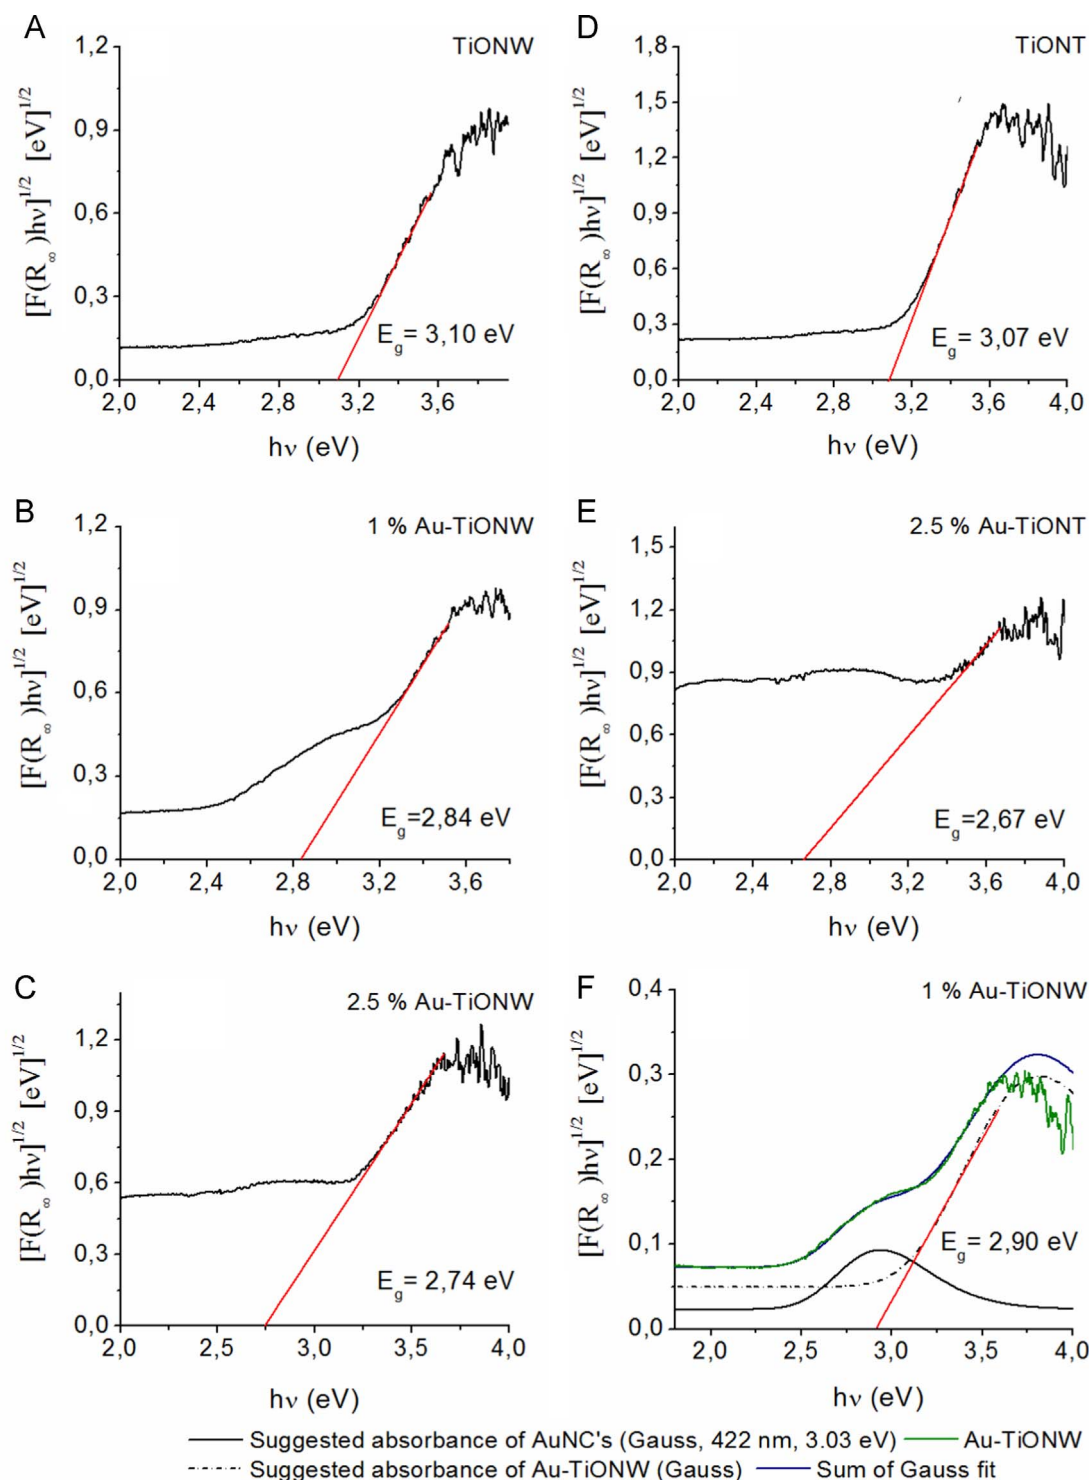 A
TiONW
1,2
0,9
0,6
0,3
0,0
[F(R∞)hν]1/2 [eV]1/2
Eg = 3,10 eV
2,0 2,4 2,8 3,2 3,6
hν (eV)
D
TiONT
1,8
1,5
1,2
0,9
0,6
0,3
0,0
[F(R∞)hν]1/2 [eV]1/2
Eg = 3,07 eV
2,0 2,4 2,8 3,2 3,6 4,0
hν (eV)
B
1 % Au-TiONW
1,2
0,9
0,6
0,3
0,0
[F(R∞)hν]1/2 [eV]1/2
Eg=2,84 eV
2,0 2,4 2,8 3,2 3,6
hν (eV)
E
2.5 % Au-TiONT
1,5
1,2
0,9
0,6
0,3
0,0
[F(R∞)hν]1/2 [eV]1/2
Eg=2,67 eV
2,0 2,4 2,8 3,2 3,6 4,0
hν (eV)
C
2.5 % Au-TiONW
1,2
0,9
0,6
0,3
0,0
[F(R∞)hν]1/2 [eV]1/2
Eg = 2,74 eV
2,0 2,5 3,0 3,5 4,0
hν (eV)
F
1 % Au-TiONW
0,4
0,3
0,2
0,1
0,0
[F(R∞)hν]1/2 [eV]1/2
Eg= 2,90 eV
2,0 2,5 3,0 3,5 4,0
hν (eV)
Suggested absorbance of AuNC's (Gauss, 422 nm, 3.03 eV) Au-TiONW
Suggested absorbance of Au-TiONW (Gauss) Sum of Gauss fit